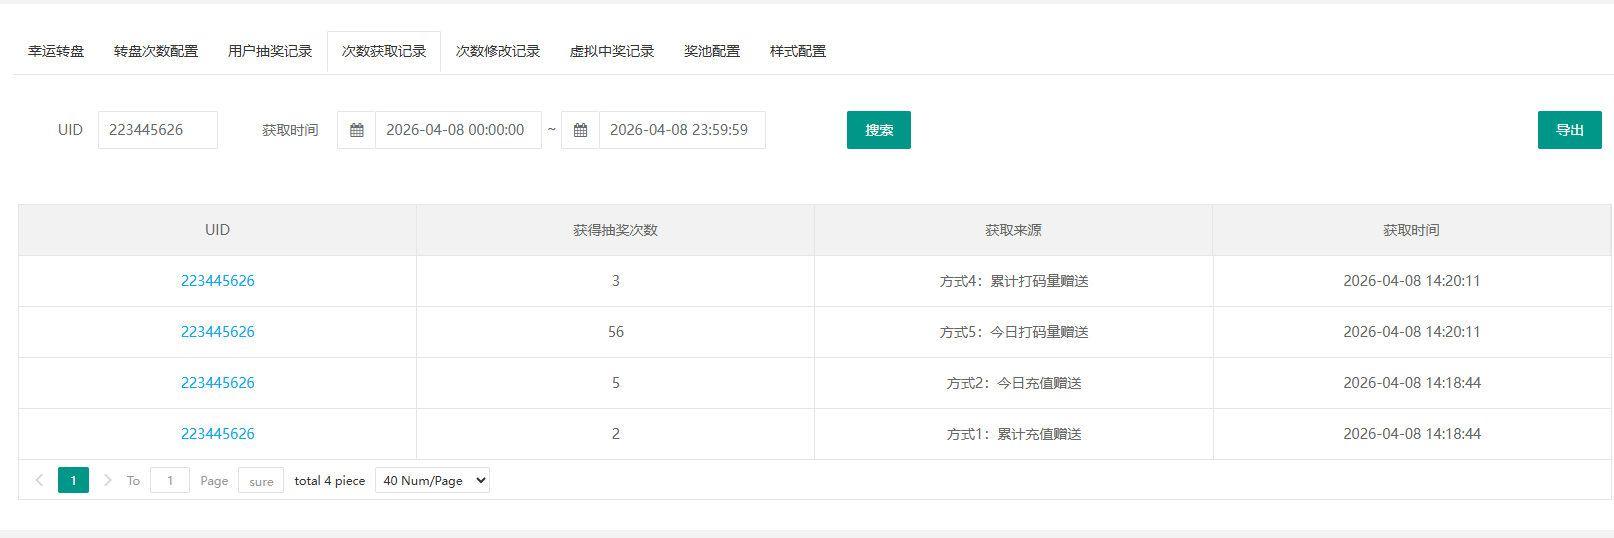 幸运转盘 转盘次数配置 用户抽奖记录 次数获取记录 次数修改记录 虚拟中奖记录 奖池配置 样式配置
UID 223445626 获取时间 2026-04-08 00:00:00 ~ 2026-04-08 23:59:59 搜索 导出
UID 获得抽奖次数 获取来源 获取时间
223445626 3 方式4：累计打码量赠送 2026-04-08 14:20:11
223445626 56 方式5：今日打码量赠送 2026-04-08 14:20:11
223445626 5 方式2：今日充值赠送 2026-04-08 14:18:44
223445626 2 方式1：累计充值赠送 2026-04-08 14:18:44
1 To 1 Page sure total 4 piece 40 Num/Page